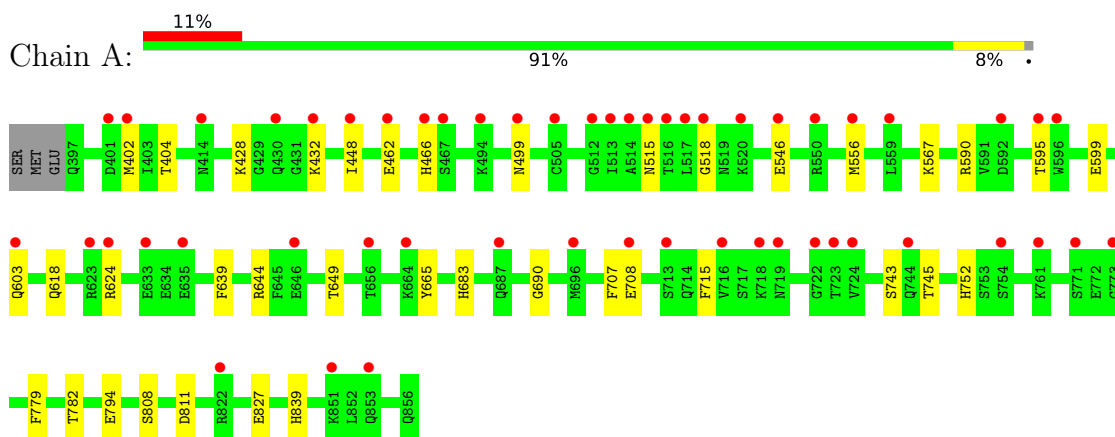 11%
Chain A:
91% 8% •
SER MET GLU Q397 D401 M402 I403 T404 N414 K428 G429 Q430 G431 K432 I448 E462 H466 S467 K494 N499 C505 G512 I513 A514 N515 T516 L517 G518 N519 K520 E546 R550 M556 L559 K567 R590 V591 D592 T595 W596 E599
Q603 Q618 R623 R624 E633 E634 E635 F639 R644 F645 E646 T649 T656 K664 Y665 H683 Q687 G690 M696 F707 E708 S713 Q714 F715 V716 S717 K718 N719 G722 T723 V724 S743 Q744 T745 H752 S753 S754 K761 S771 E772
F779 T782 E794 S808 D811 R822 E827 H839 K851 L852 Q853 Q856